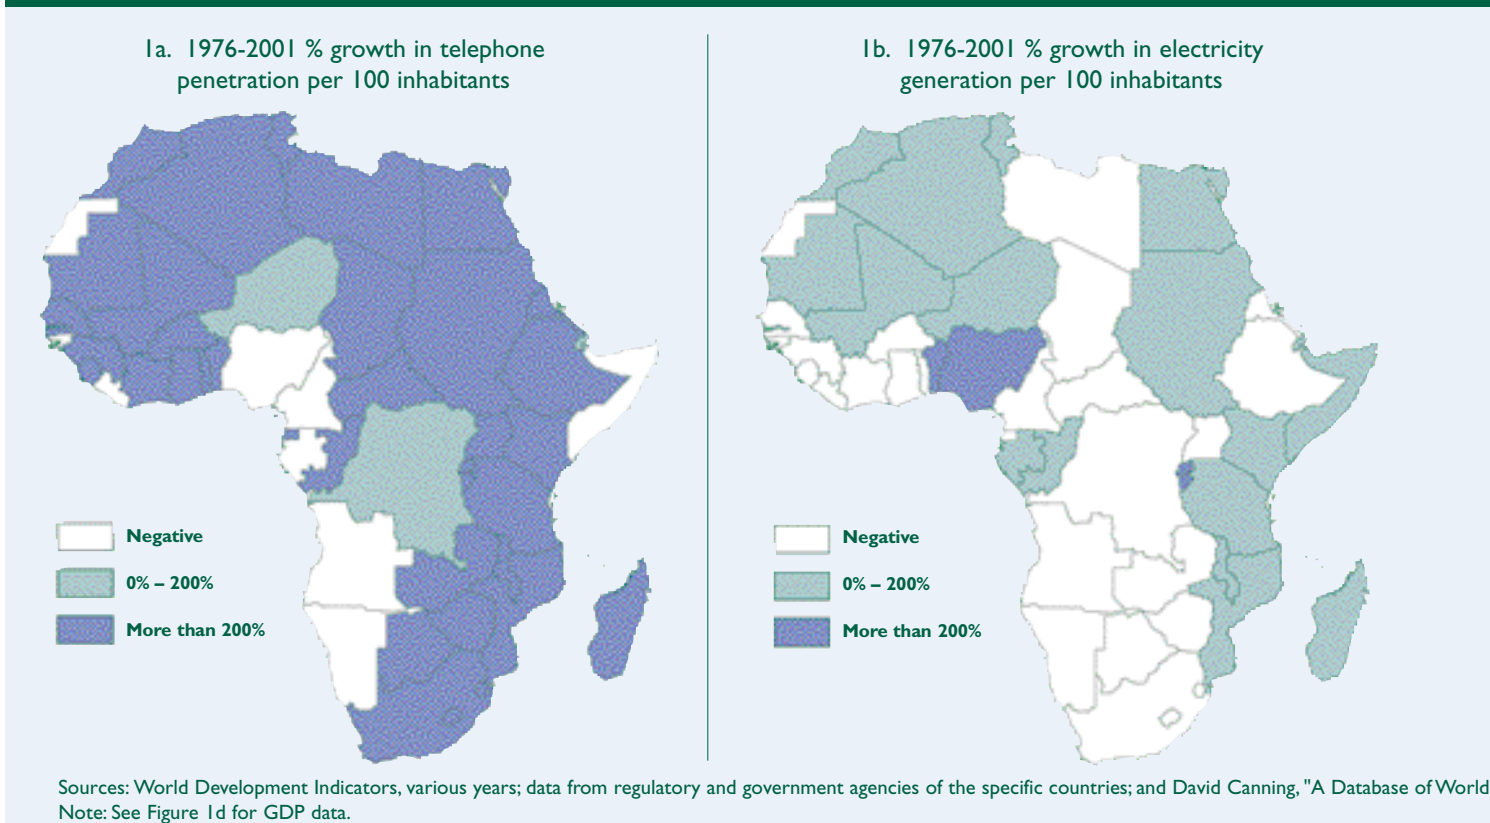 1a. 1976-2001 % growth in telephone
penetration per 100 inhabitants
Negative
0% – 200%
More than 200%
1b. 1976-2001 % growth in electricity
generation per 100 inhabitants
Negative
0% – 200%
More than 200%
Sources: World Development Indicators, various years; data from regulatory and government agencies of the specific countries; and David Canning, "A Database of World
Note: See Figure 1d for GDP data.